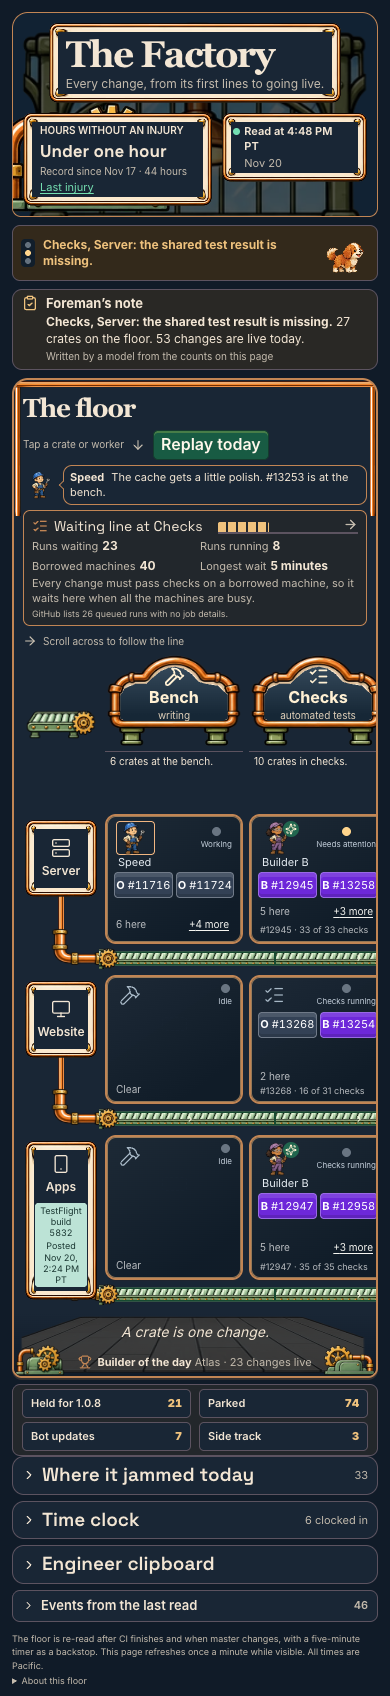 The Factory
Every change, from its first lines to going live.
HOURS WITHOUT AN INJURY
Under one hour
Record since Nov 17 · 44 hours
Last injury
Read at 4:48 PM
PT
Nov 20
Checks, Server: the shared test result is
missing.
Foreman’s note
Checks, Server: the shared test result is missing. 27
crates on the floor. 53 changes are live today.
Written by a model from the counts on this page
The floor
Tap a crate or worker
Replay today
Speed The cache gets a little polish. #13253 is at the
bench.
Waiting line at Checks
Runs waiting 23 Runs running 8
Borrowed machines 40 Longest wait 5 minutes
Every change must pass checks on a borrowed machine, so it
waits here when all the machines are busy.
GitHub lists 26 queued runs with no job details.
Scroll across to follow the line
Bench
writing
Checks
automated tests
6 crates at the bench.
10 crates in checks.
Server
Working
Speed
O #11716
O #11724
6 here
+4 more
Needs attention
Builder B
B #12945
B #13258
5 here
+3 more
#12945 · 33 of 33 checks
Website
Idle
Clear
Checks running
O #13268
B #13254
2 here
#13268 · 16 of 31 checks
Apps
TestFlight
build
5832
Posted
Nov 20,
2:24 PM
PT
Idle
Clear
Checks running
Builder B
B #12947
B #12958
5 here
+3 more
#12947 · 35 of 35 checks
A crate is one change.
Builder of the day Atlas · 23 changes live
Held for 1.0.8 21
Parked 74
Bot updates 7
Side track 3
Where it jammed today 33
Time clock 6 clocked in
Engineer clipboard
Events from the last read 46
The floor is re-read after CI finishes and when master changes, with a five-minute
timer as a backstop. This page refreshes once a minute while visible. All times are
Pacific.
About this floor